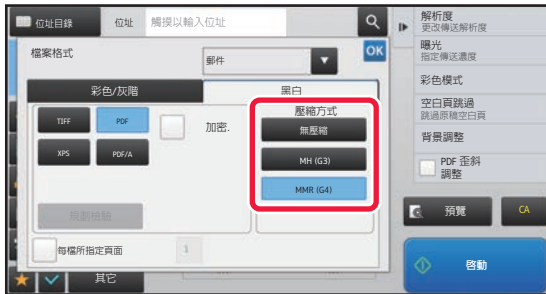 位址目錄
位址
觸摸以輸入位址
檔案格式
郵件
OK
彩色/灰階
黑白
TIFF
PDF
加密.
XPS
PDF/A
壓縮方式
無壓縮
MH (G3)
MMR (G4)
每檔所指定頁面
1
其它
解析度
更改傳送解析度
曝光
指定傳送濃度
彩色模式
空白頁跳過
跳過原稿空白頁
背景調整
PDF 歪斜
調整
預覽
CA
啓動